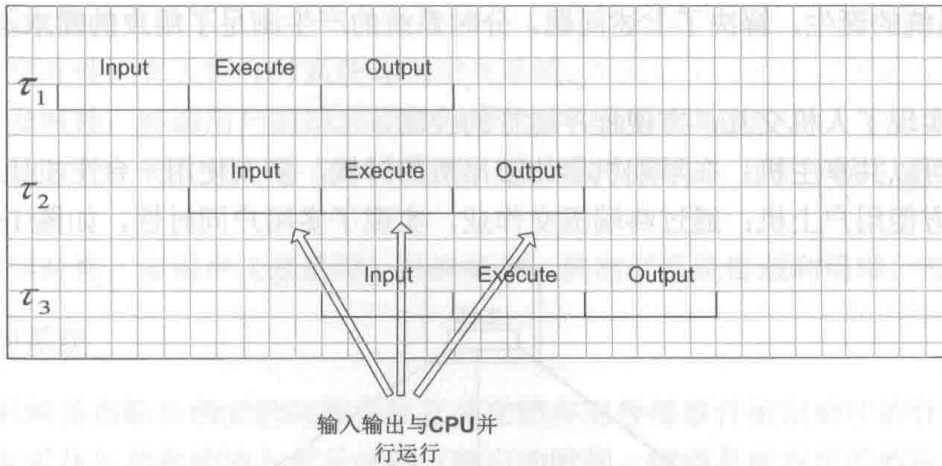 Input Execute Output
τ1
Input Execute Output
τ2
Input Execute Output
τ3
输入输出与CPU并
行运行